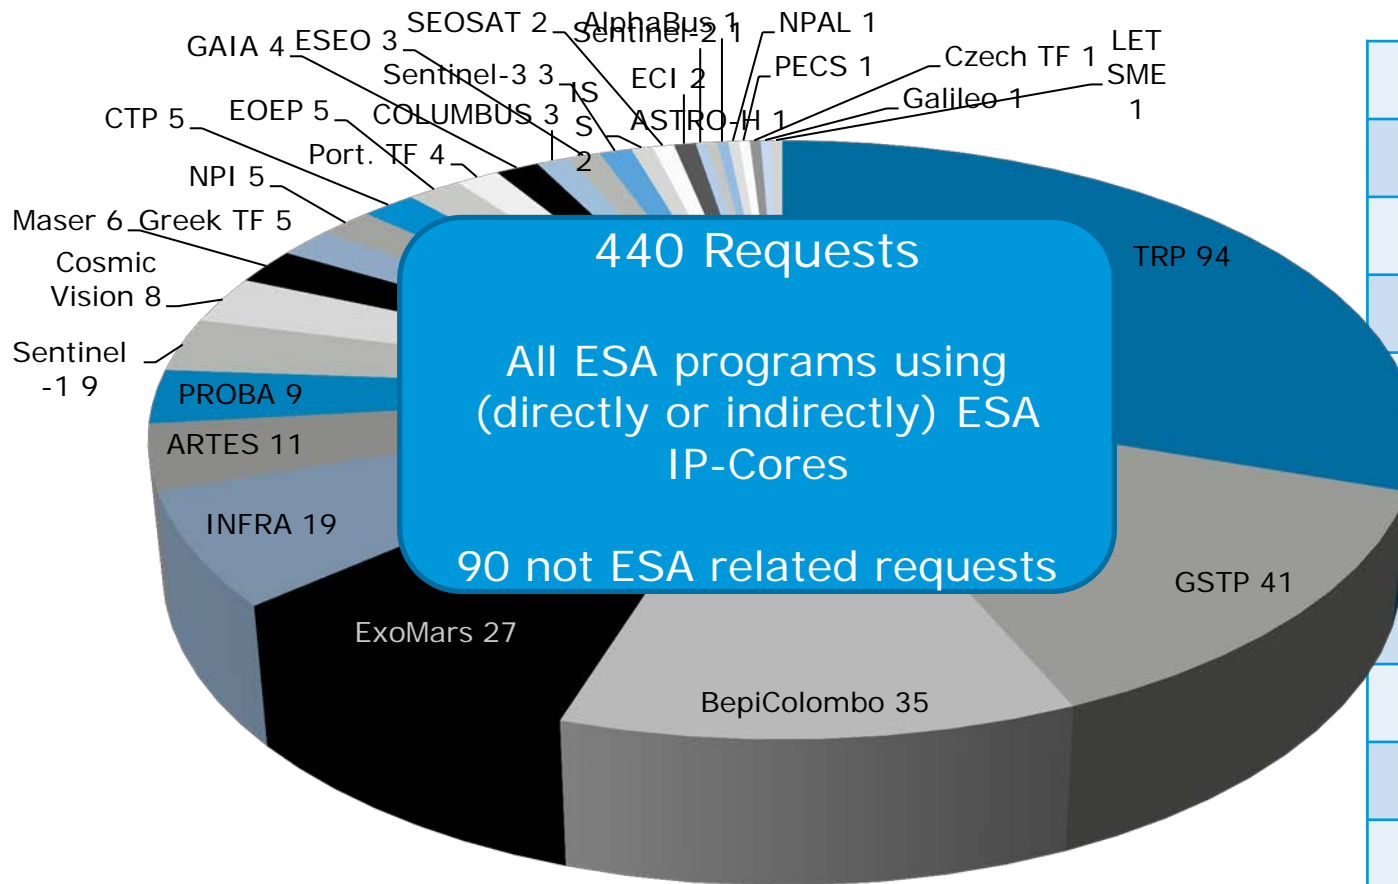 SEOSAT 2
AlphaBus 1
NPAL 1
GAIA 4
ESEO 3
Sentinel-2 1
Czech TF 1
LET
SME
1
Sentinel-3 3
ECI 2
PECS 1
EOEP 5
IS
S
2
Galileo 1
CTP 5
COLUMBUS 3
ASTRO-H 1
Port. TF 4
NPI 5
Maser 6
Greek TF 5
Cosmic
Vision 8
Sentinel
-1 9
PROBA 9
ARTES 11
INFRA 19
ExoMars 27
BepiColombo 35
GSTP 41
TRP 94
440 Requests
All ESA programs using
(directly or indirectly) ESA
IP-Cores
90 not ESA related requests